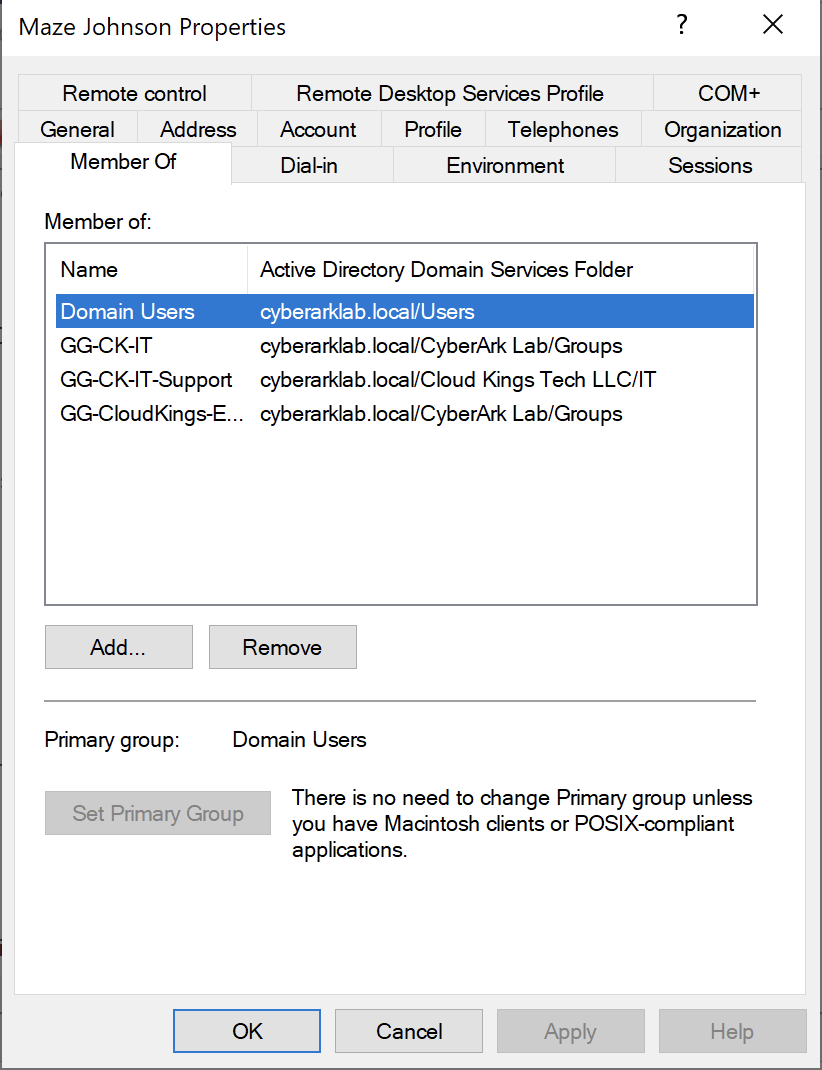 Maze Johnson Properties ?
Remote control Remote Desktop Services Profile COM+
General Address Account Profile Telephones Organization
Member Of Dial-in Environment Sessions
Member of:
Name Active Directory Domain Services Folder
Domain Users cyberarklab.local/Users
GG-CK-IT cyberarklab.local/CyberArk Lab/Groups
GG-CK-IT-Support cyberarklab.local/Cloud Kings Tech LLC/IT
GG-CloudKings-E... cyberarklab.local/CyberArk Lab/Groups
Add... Remove
Primary group: Domain Users
Set Primary Group
There is no need to change Primary group unless
you have Macintosh clients or POSIX-compliant
applications.
OK Cancel Apply Help